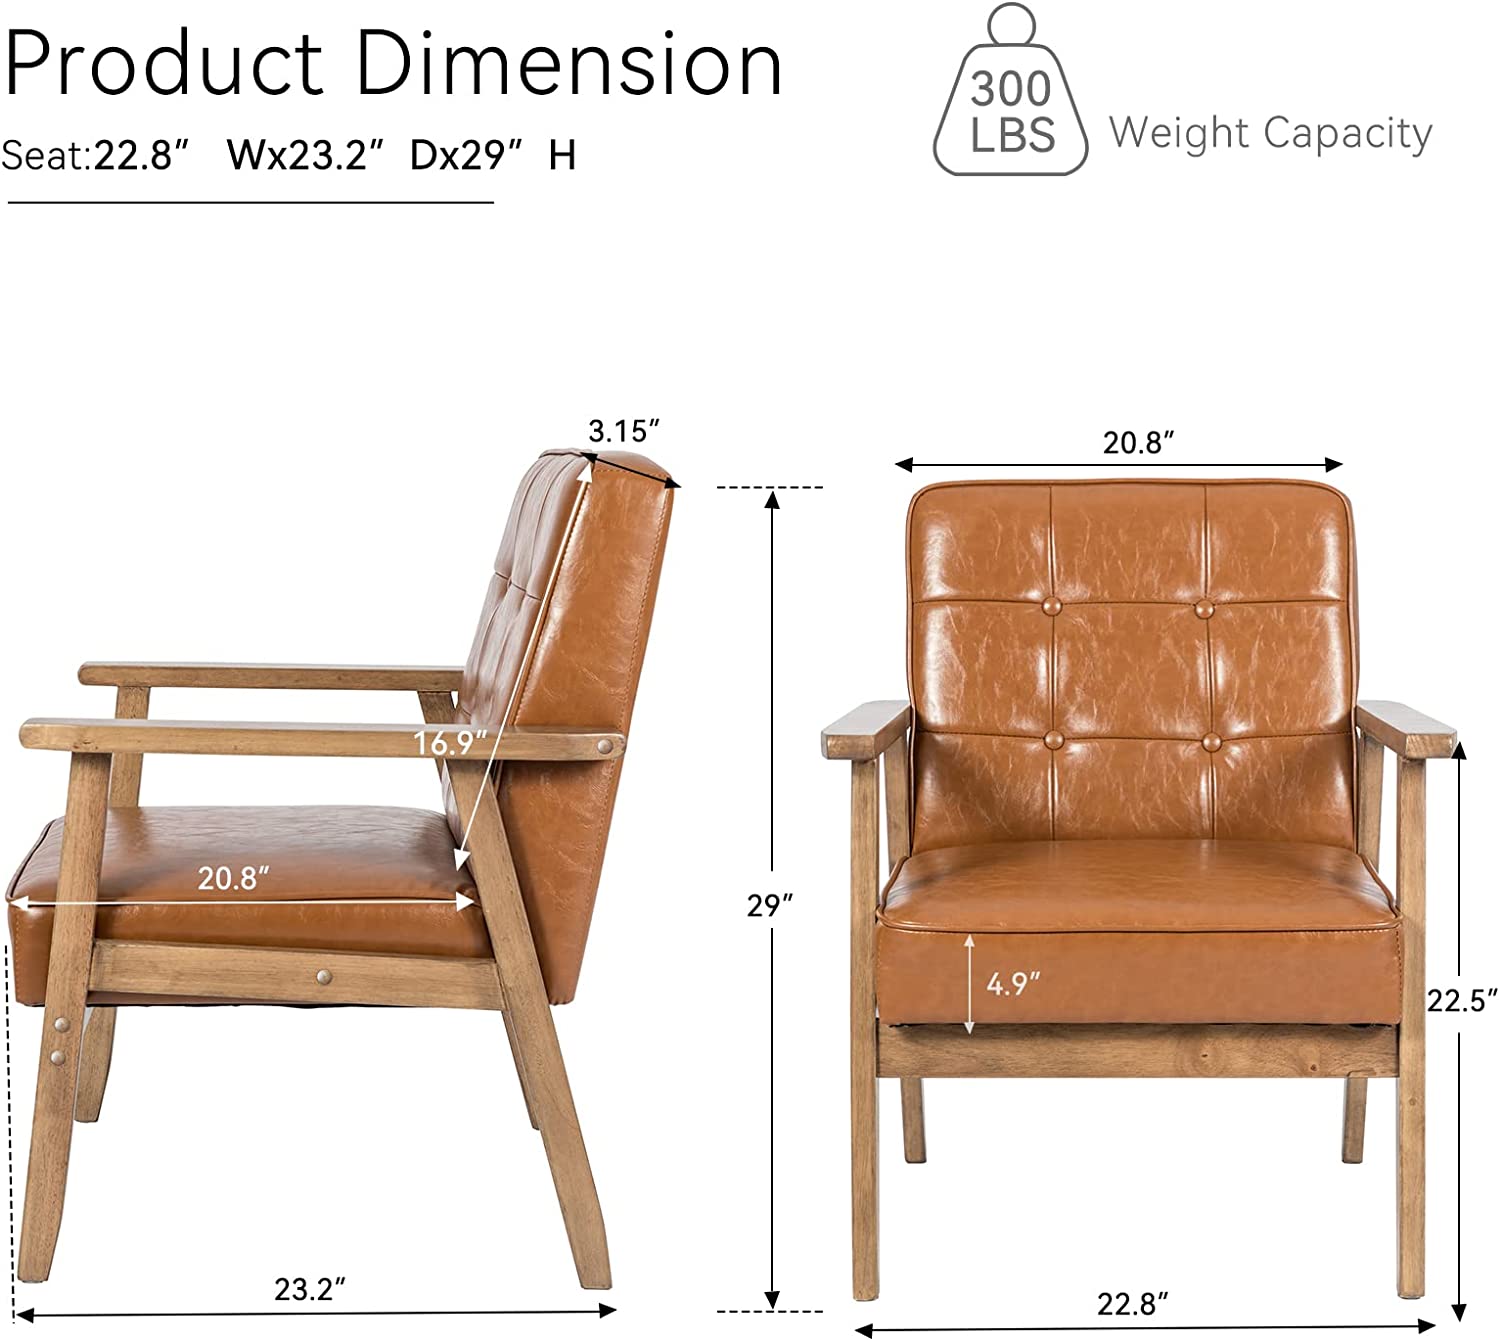 Product Dimension
Seat:22.8" Wx23.2" Dx29" H
300
LBS
Weight Capacity
3.15"
20.8"
16.9"
20.8"
29"
4.9"
22.5"
23.2"
22.8"